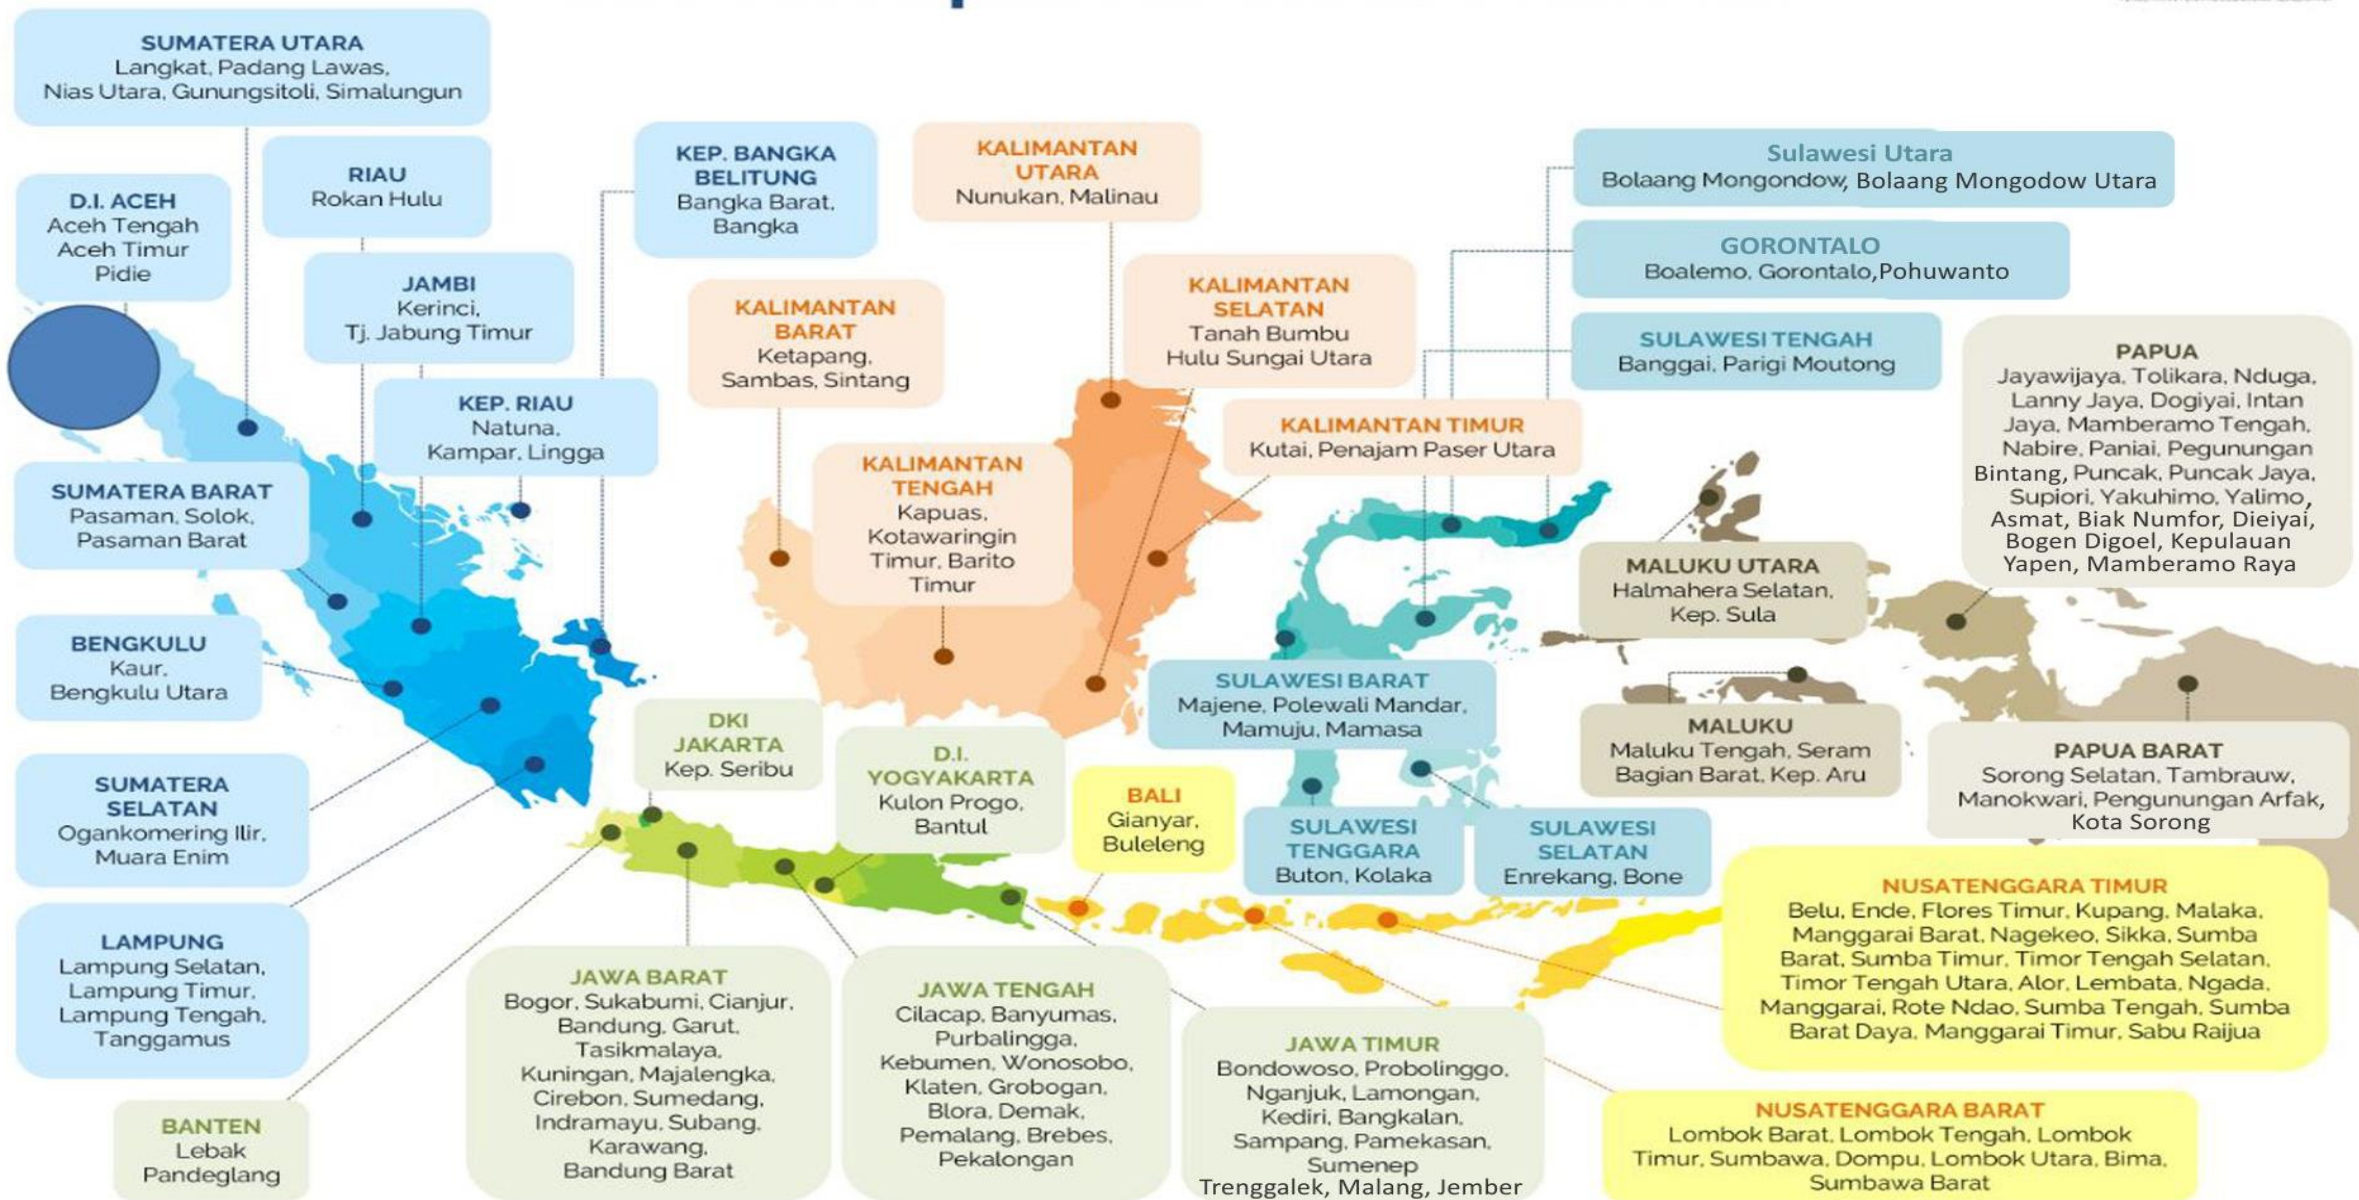 SUMATERA UTARA
Langkat, Padang Lawas,
Nias Utara, Gunungsitoli, Simalungun
D.I. ACEH
Aceh Tengah
Aceh Timur
Pidie
RIAU
Rokan Hulu
JAMBI
Kerinci,
Tj. Jabung Timur
KEP. RIAU
Natuna,
Kampar, Lingga
KEP. BANGKA
BELITUNG
Bangka Barat,
Bangka
SUMATERA BARAT
Pasaman, Solok,
Pasaman Barat
BENGKULU
Kaur,
Bengkulu Utara
SUMATERA
SELATAN
Ogankomering Ilir,
Muara Enim
LAMPUNG
Lampung Selatan,
Lampung Timur,
Lampung Tengah,
Tanggamus
BANTEN
Lebak
Pandeglang
KALIMANTAN
UTARA
Nunukan, Malinau
KALIMANTAN
BARAT
Ketapang,
Sambas, Sintang
KALIMANTAN
SELATAN
Tanah Bumbu
Hulu Sungai Utara
KALIMANTAN
TENGAH
Kapuas,
Kotawaringin
Timur, Barito
Timur
KALIMANTAN TIMUR
Kutai, Penajam Paser Utara
Sulawesi Utara
Bolaang Mongondow, Bolaang Mongodow Utara
GORONTALO
Boalemo, Gorontalo,Pohuwanto
SULAWESI TENGAH
Banggai, Parigi Moutong
SULAWESI BARAT
Majene, Polewali Mandar,
Mamuju, Mamasa
SULAWESI
TENGGARA
Buton, Kolaka
SULAWESI
SELATAN
Enrekang, Bone
MALUKU UTARA
Halmahera Selatan,
Kep. Sula
MALUKU
Maluku Tengah, Seram
Bagian Barat, Kep. Aru
PAPUA
Jayawijaya, Tolikara, Nduga,
Lanny Jaya, Dogiyai, Intan
Jaya, Mamberamo Tengah,
Nabire, Paniai, Pegunungan
Bintang, Puncak, Puncak Jaya,
Supiori, Yakuhimo, Yalimo,
Asmat, Biak Numfor, Dieiyai,
Bogen Digoel, Kepulauan
Yapen, Mamberamo Raya
PAPUA BARAT
Sorong Selatan, Tambrauw,
Manokwari, Pengunungan Arfak,
Kota Sorong
DKI
JAKARTA
Kep. Seribu
D.I.
YOGYAKARTA
Kulon Progo,
Bantul
BALI
Gianyar,
Buleleng
JAWA BARAT
Bogor, Sukabumi, Cianjur,
Bandung, Garut,
Tasikmalaya,
Kuningan, Majalengka,
Cirebon, Sumedang,
Indramayu, Subang,
Karawang,
Bandung Barat
JAWA TENGAH
Cilacap, Banyumas,
Purbalingga,
Kebumen, Wonosobo,
Klaten, Grobogan,
Blora, Demak,
Pemalang, Brebes,
Pekalongan
JAWA TIMUR
Bondowoso, Probolinggo,
Nganjuk, Lamongan,
Kediri, Bangkalan,
Sampang, Pamekasan,
Sumenep
Trenggalek, Malang, Jember
NUSATENGGARA TIMUR
Belu, Ende, Flores Timur, Kupang, Malaka,
Manggarai Barat, Nagekeo, Sikka, Sumba
Barat, Sumba Timur, Timor Tengah Selatan,
Timor Tengah Utara, Alor, Lembata, Ngada,
Manggarai, Rote Ndao, Sumba Tengah, Sumba
Barat Daya, Manggarai Timur, Sabu Raijua
NUSATENGGARA BARAT
Lombok Barat, Lombok Tengah, Lombok
Timur, Sumbawa, Dompu, Lombok Utara, Bima,
Sumbawa Barat